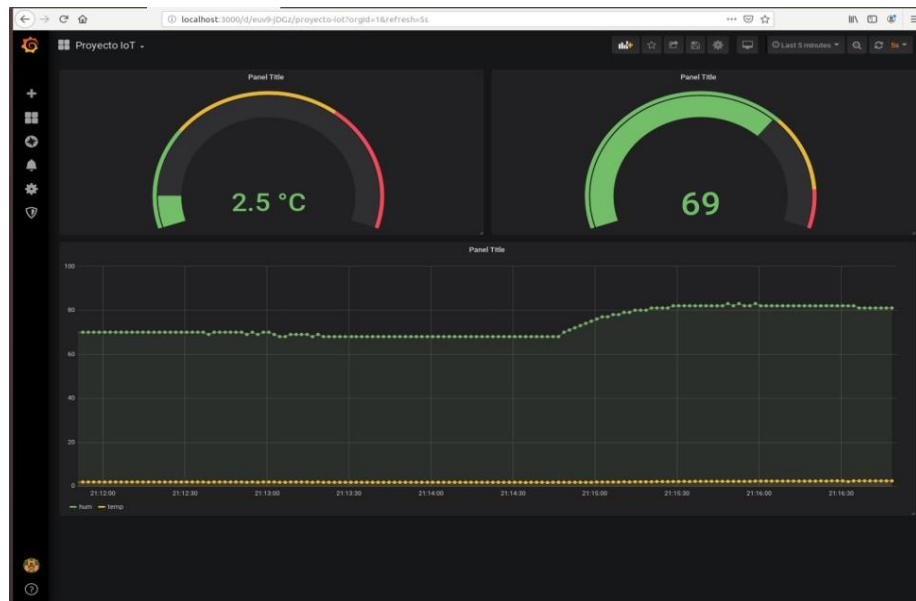 localhost:3000/d/euv9-jDGz/proyecto-iot?orgId=1&refresh=5s
Proyecto IoT
Last 5 minutes
5s
Panel Title
Panel Title
2.5 °C
69
Panel Title
100
80
60
40
20
0
21:12:00 21:12:30 21:13:00 21:13:30 21:14:00 21:14:30 21:15:00 21:15:30 21:16:00 21:16:30
hum temp